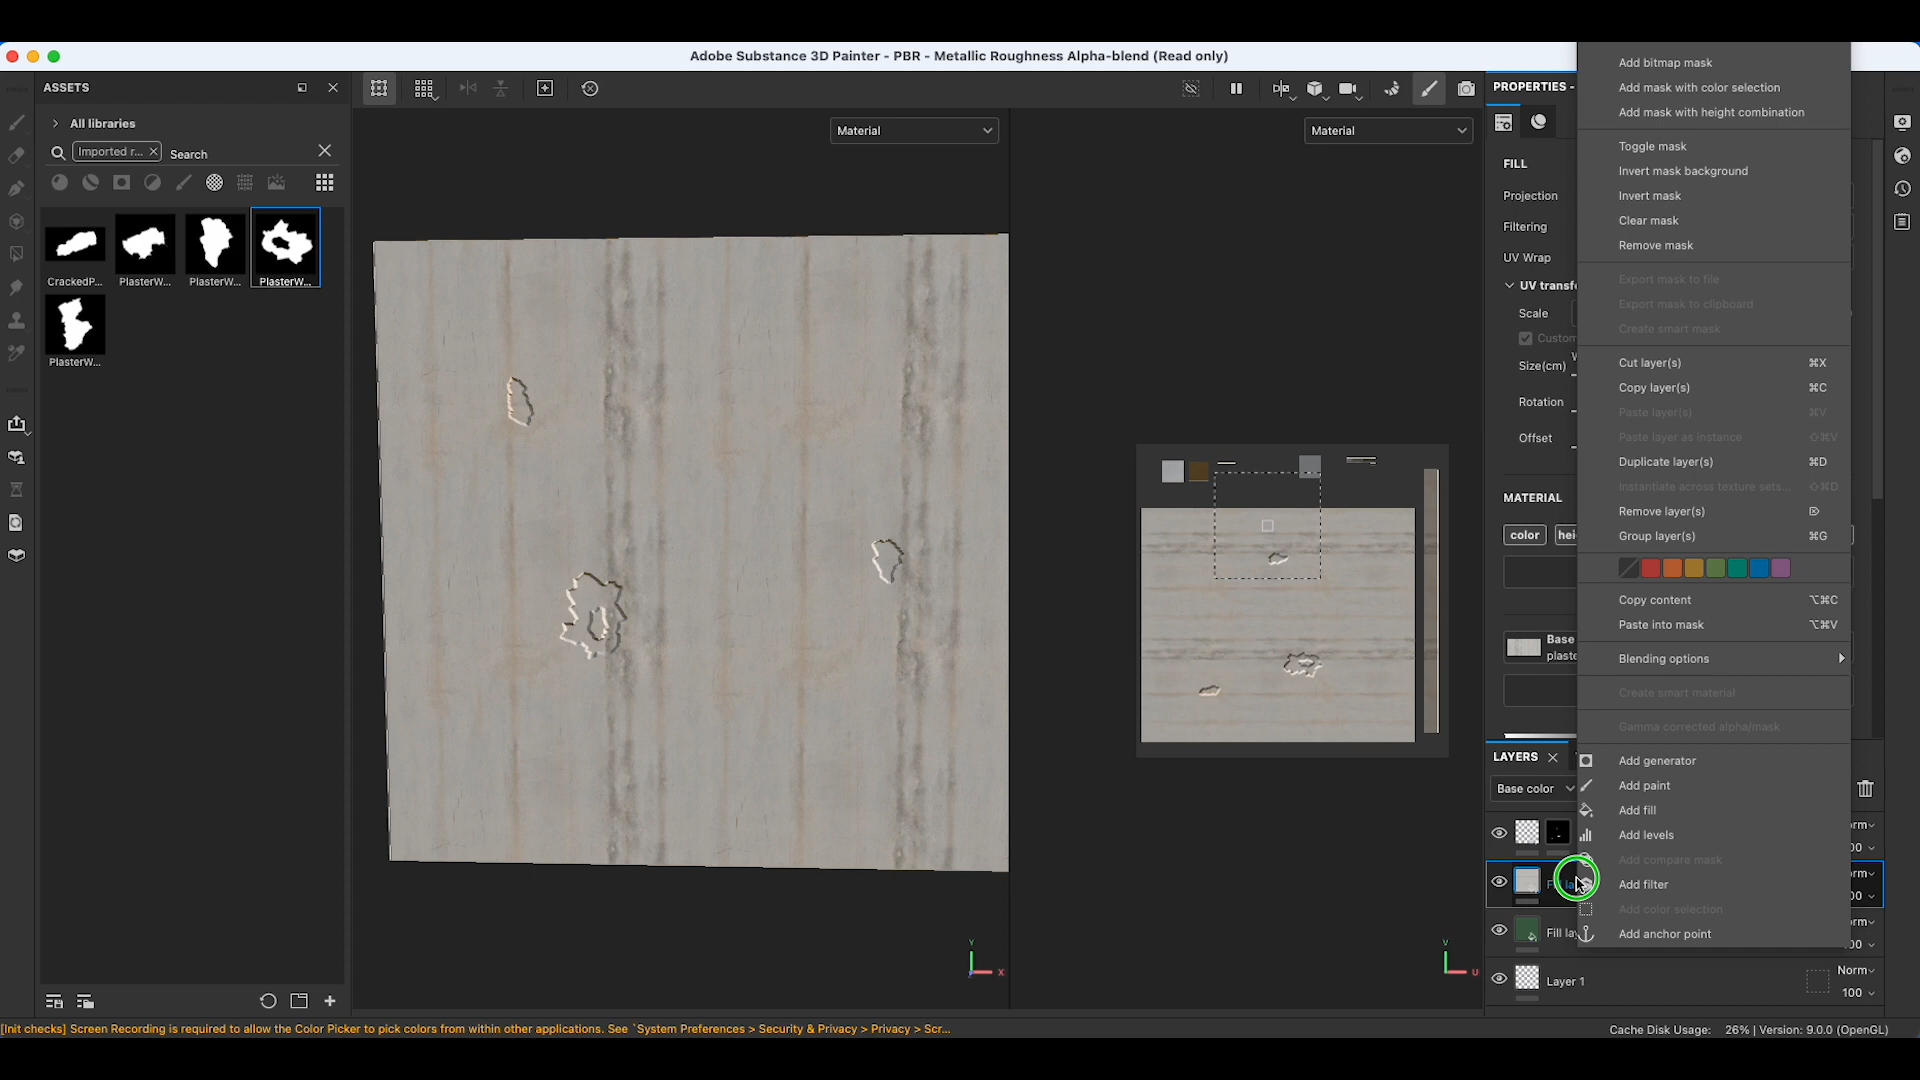 Adobe Substance 3D Painter - PBR - Metallic Roughness Alpha-blend (Read only)
ASSETS
All libraries
Imported r...
Search
CrackedP...
PlasterW...
PlasterW...
PlasterW...
PlasterW...
Material
Material
PROPERTIES -
FILL
Projection
Filtering
UV Wrap
UV transf
Scale
Custom
Size(cm)
Rotation
Offset
MATERIAL
color
hei
Base
plaste
LAYERS
Base color
Layer 1
Norm
100
Add bitmap mask
Add mask with color selection
Add mask with height combination
Toggle mask
Invert mask background
Invert mask
Clear mask
Remove mask
Export mask to file
Export mask to clipboard
Create smart mask
Cut layer(s) ⌘X
Copy layer(s) ⌘C
Paste layer(s) ⌘V
Paste layer as instance ⇧⌘V
Duplicate layer(s) ⌘D
Instantiate across texture sets... ⇧⌘D
Remove layer(s) ⌦
Group layer(s) ⌘G
Copy content ⌥⌘C
Paste into mask ⌥⌘V
Blending options
Create smart material
Gamma corrected alpha/mask
Add generator
Add paint
Add fill
Add levels
Add compare mask
Add filter
Add color selection
Add anchor point
Y
X
V
U
[Init checks] Screen Recording is required to allow the Color Picker to pick colors from within other applications. See `System Preferences > Security & Privacy > Privacy > Scr...
Cache Disk Usage: 26% | Version: 9.0.0 (OpenGL)